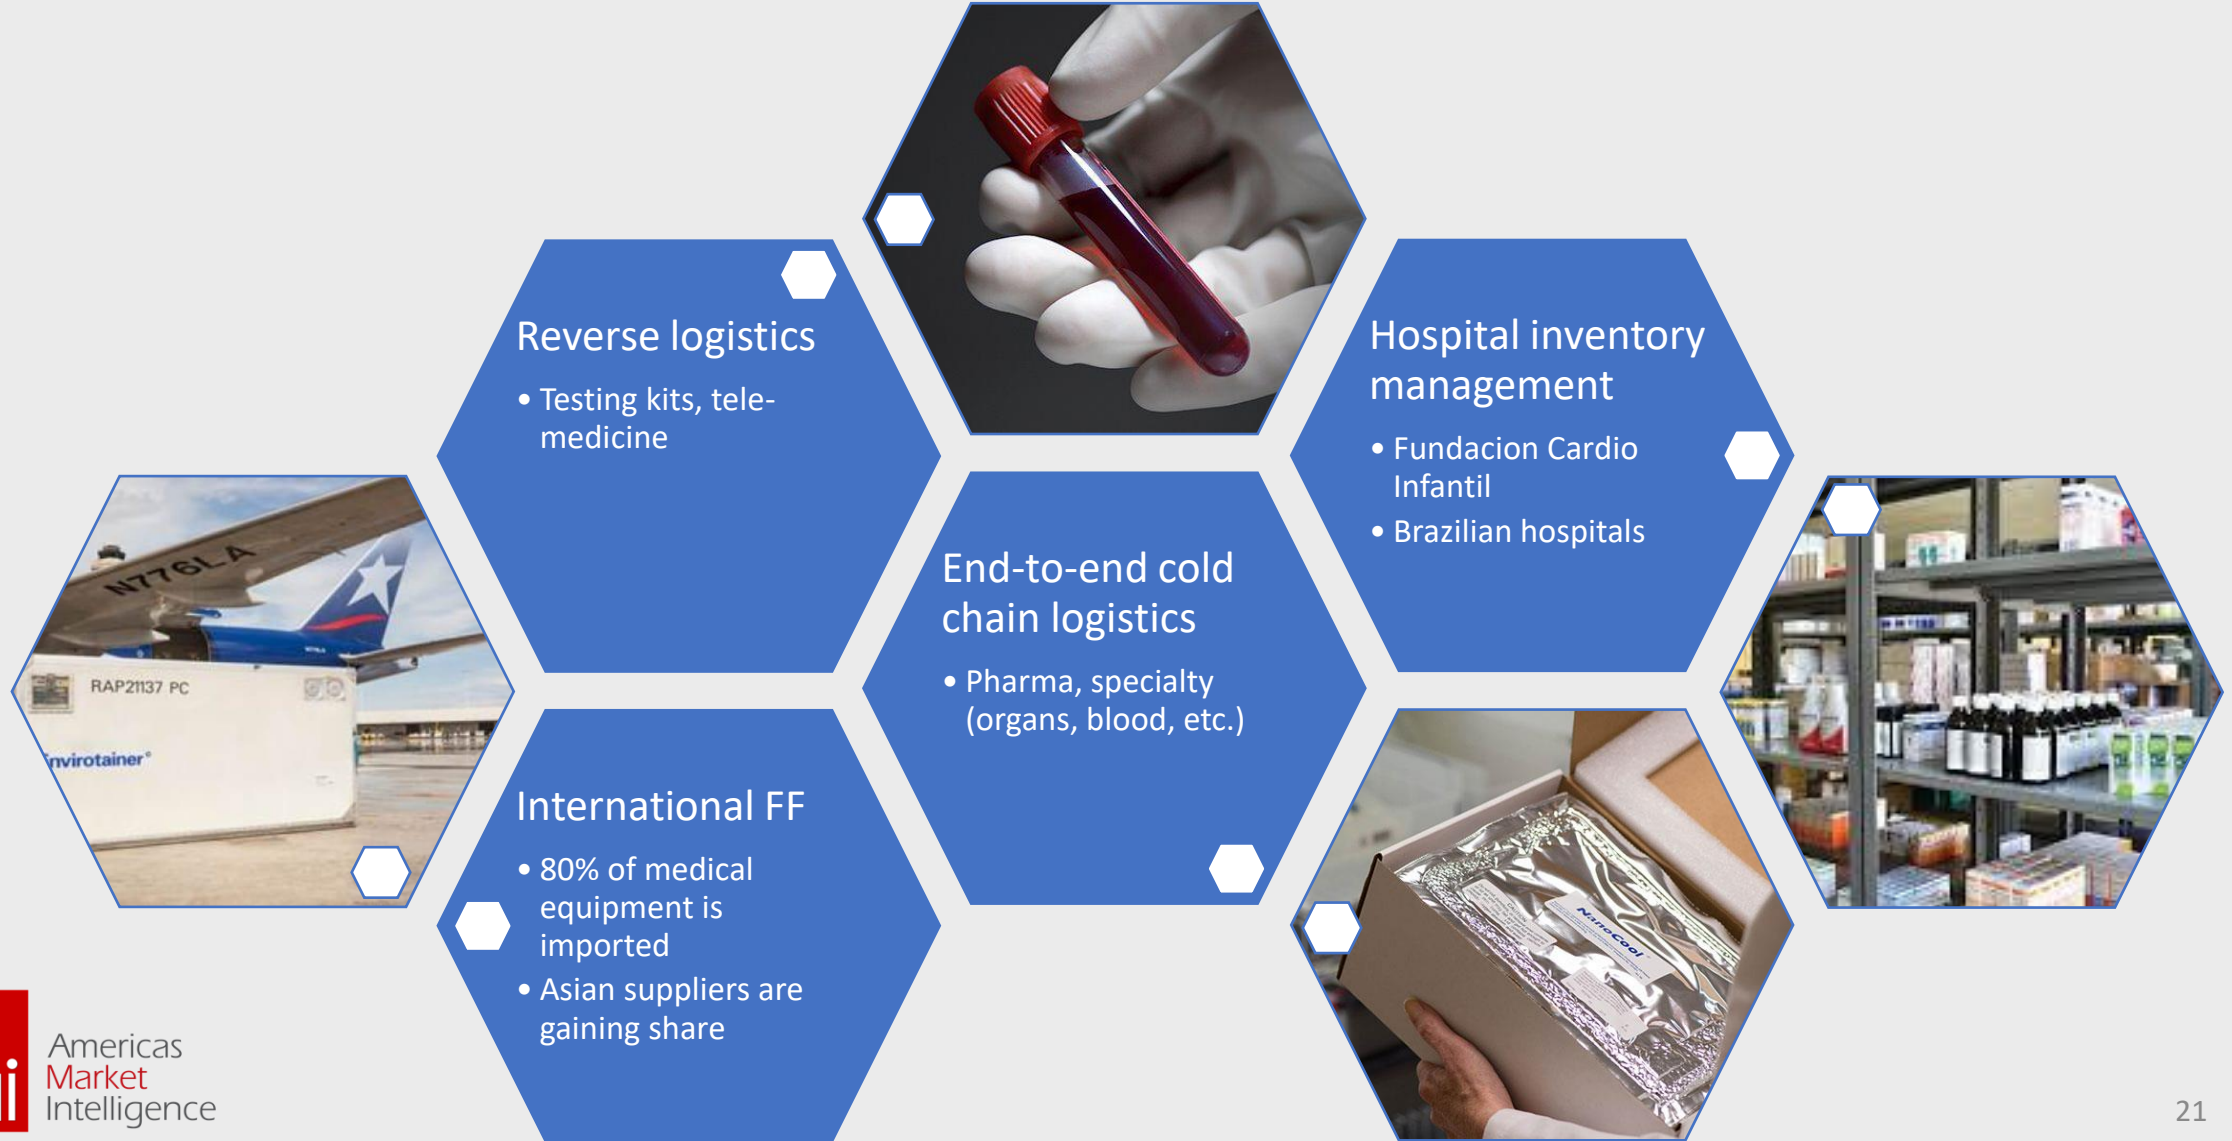 Reverse logistics
• Testing kits, tele-
medicine
Hospital inventory
management
• Fundacion Cardio
Infantil
• Brazilian hospitals
End-to-end cold
chain logistics
• Pharma, specialty
(organs, blood, etc.)
International FF
• 80% of medical
equipment is
imported
• Asian suppliers are
gaining share
N776LA
RAP21137 PC
nvirotainer®
NanoCool
Americas
Market
Intelligence
21